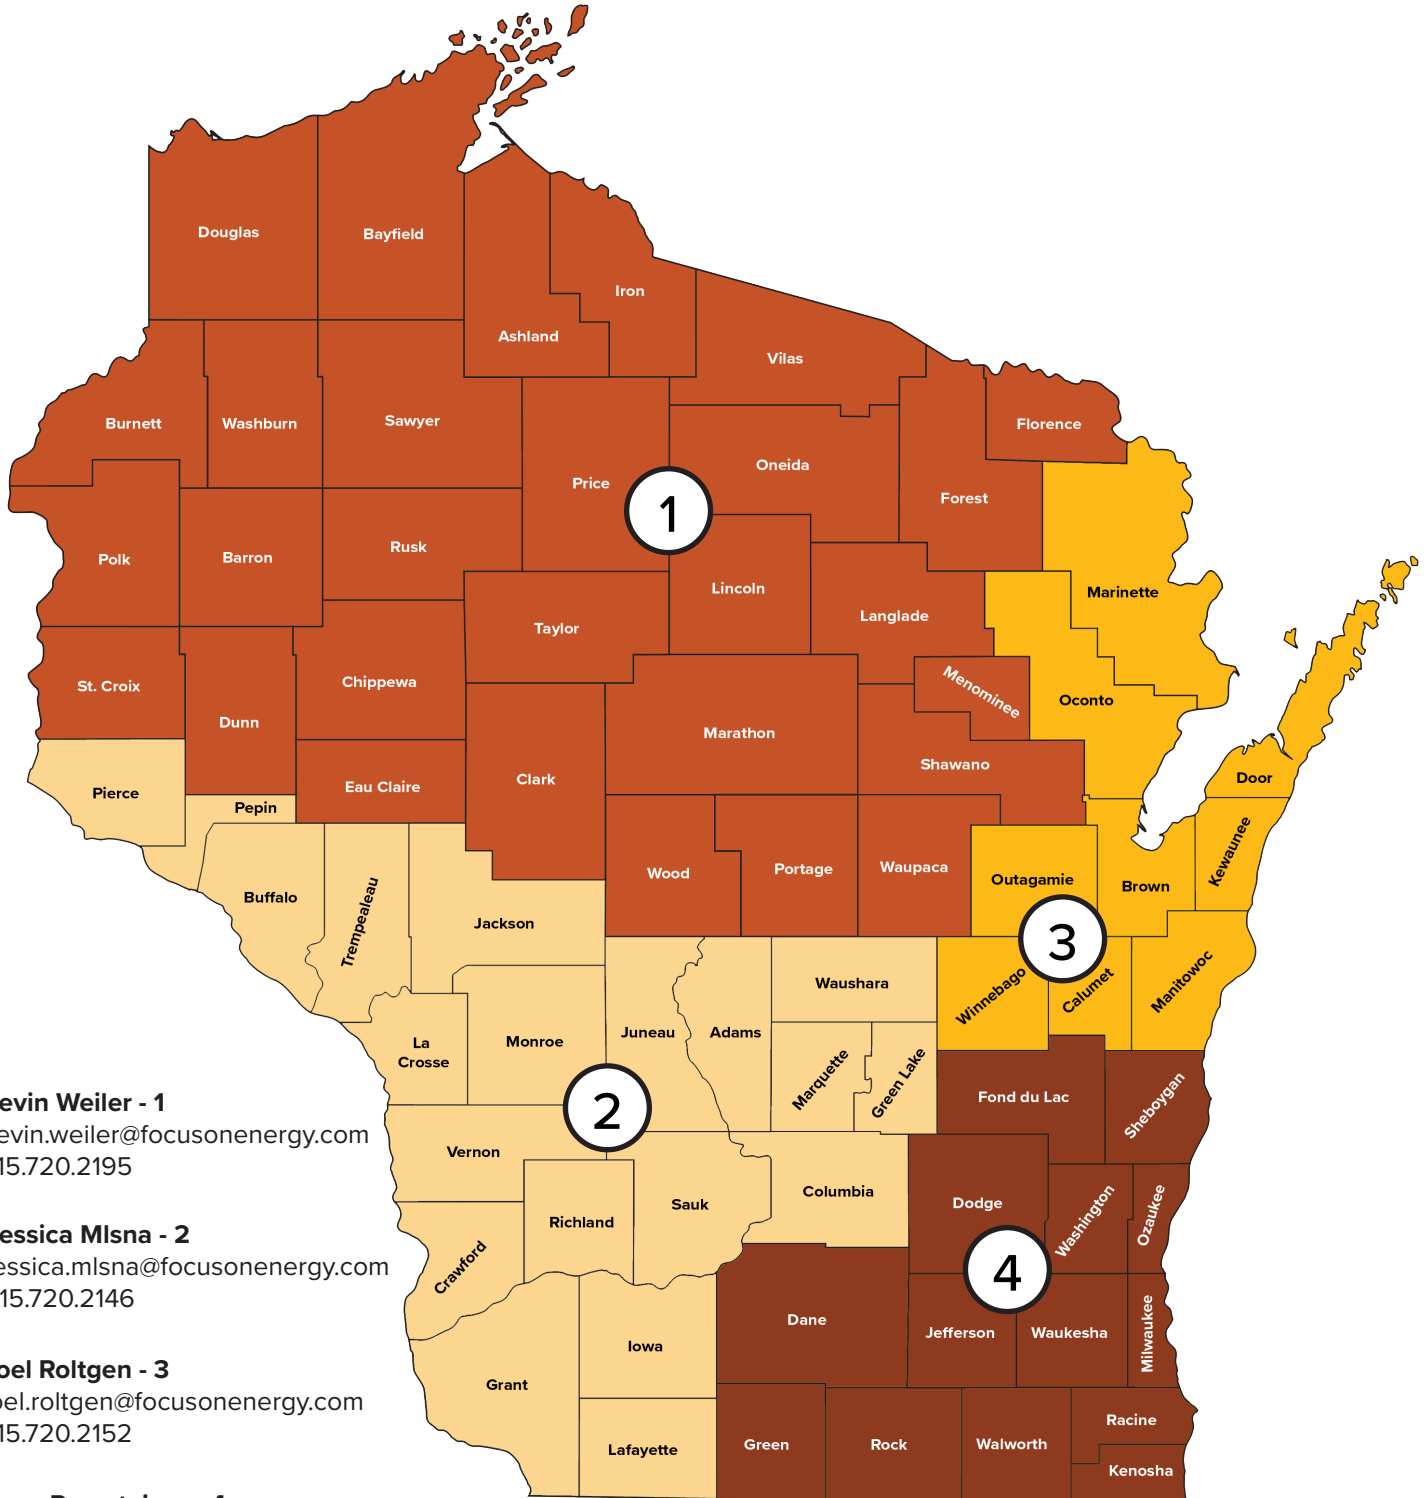 Douglas
Bayfield
Iron
Ashland
Vilas
Burnett
Washburn
Sawyer
Florence
Price
Oneida
Forest
1
Polk
Barron
Rusk
Lincoln
Marinette
Taylor
Langlade
St. Croix
Chippewa
Menominee
Oconto
Dunn
Marathon
Shawano
Clark
Door
Pierce
Eau Claire
Pepin
Wood
Portage
Waupaca
Outagamie
Brown
Kewaunee
Buffalo
Trempealeau
Jackson
3
Waushara
Winnebago
Calumet
Manitowoc
La
Crosse
Monroe
Juneau
Adams
Marquette
Green Lake
2
Fond du Lac
Sheboygan
Vernon
Richland
Sauk
Columbia
Dodge
Washington
Ozaukee
Crawford
4
Dane
Jefferson
Waukesha
Milwaukee
Iowa
Grant
Lafayette
Green
Rock
Walworth
Racine
Kenosha
evin Weiler - 1
evin.weiler@focusonenergy.com
15.720.2195
essica Mlsna - 2
essica.mlsna@focusonenergy.com
15.720.2146
oel Roltgen - 3
oel.roltgen@focusonenergy.com
15.720.2152